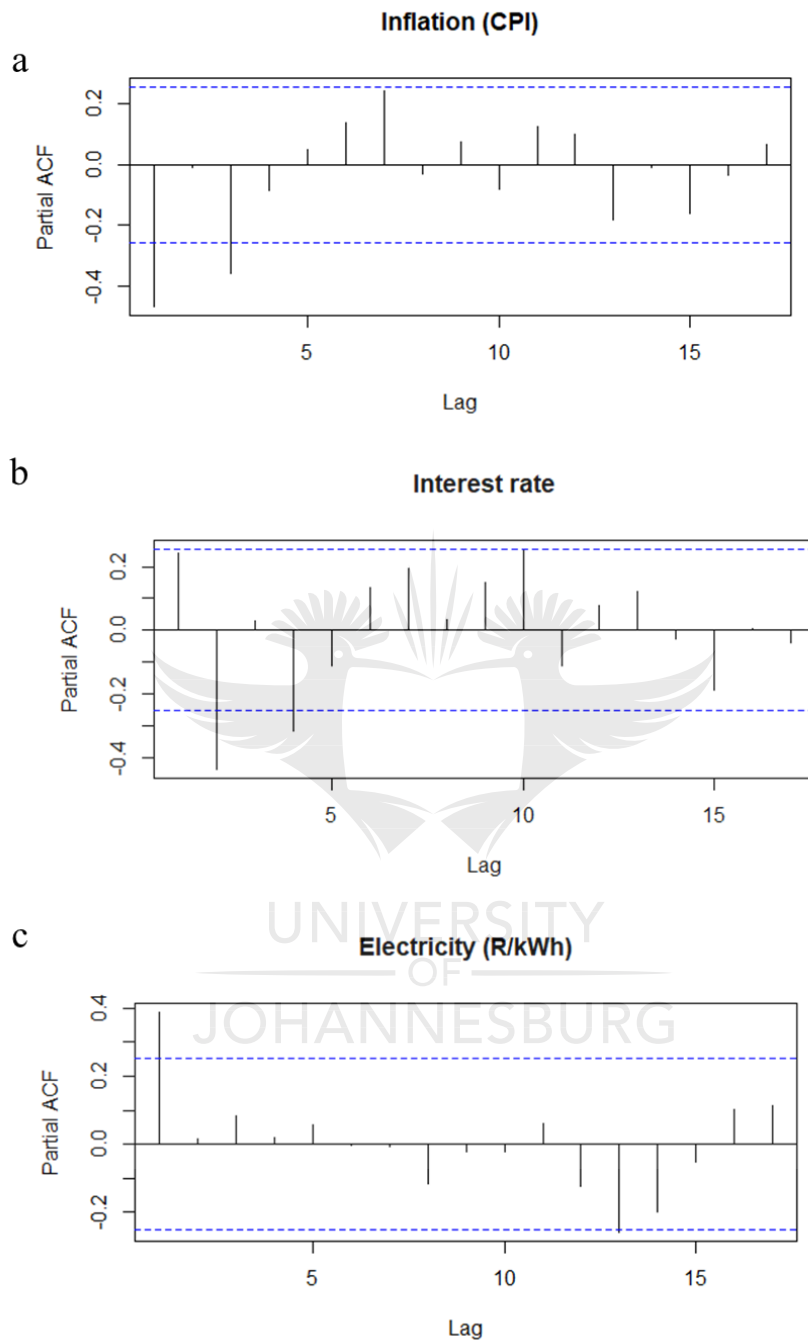 Inflation (CPI)
a
Partial ACF
0.2
0.0
-0.2
-0.4
5
10
15
Lag
b
Interest rate
Partial ACF
0.2
0.0
-0.2
-0.4
5
10
15
Lag
UNIVERSITY
OF
JOHANNESBURG
c
Electricity (R/kWh)
Partial ACF
0.4
0.2
0.0
-0.2
5
10
15
Lag